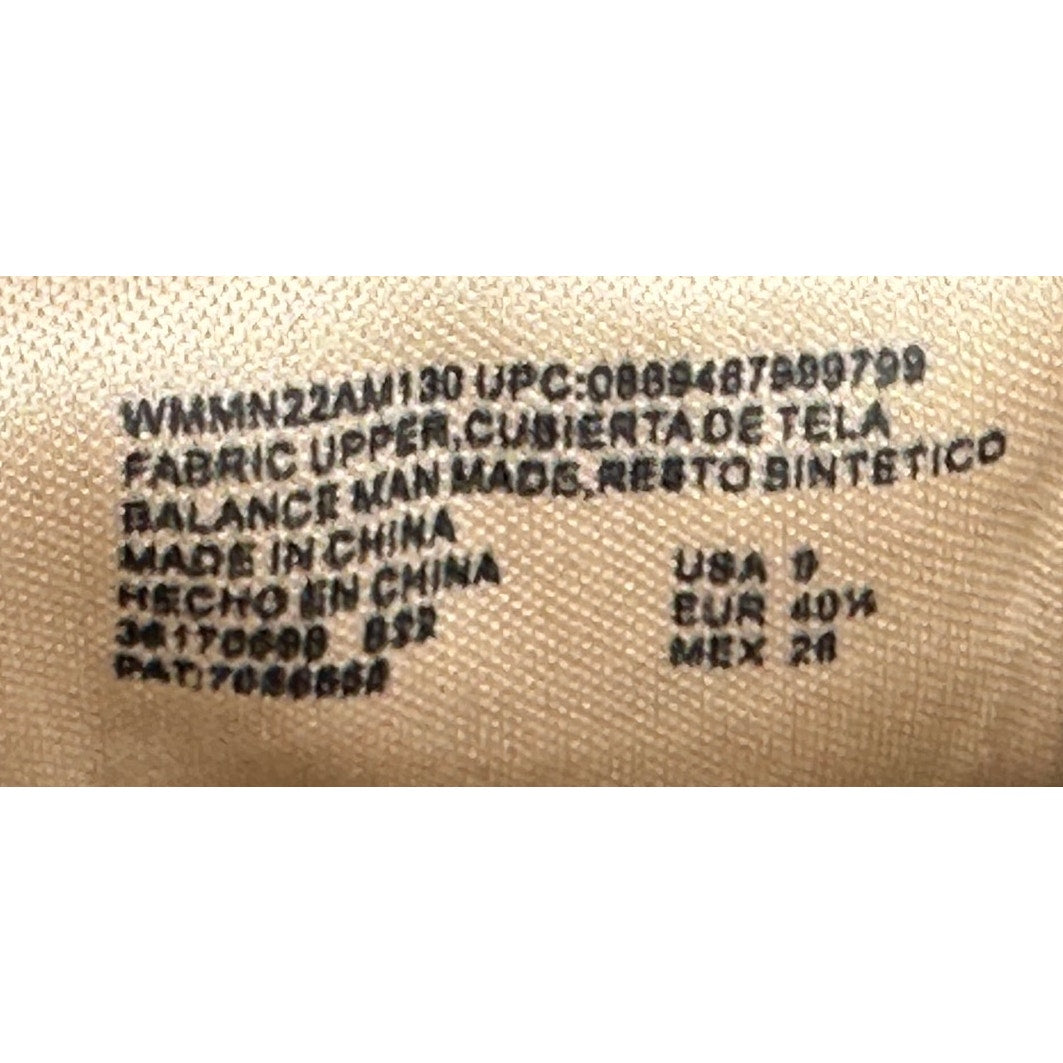 WMMN22AM130 UPC:
FABRIC UPPER,CUBIERTA DE TELA
BALANCE MAN MADE,RESTO SINTETICO
MADE IN CHINA
HECHO EN CHINA
PAT:
USA 9
EUR 40½
MEX 26